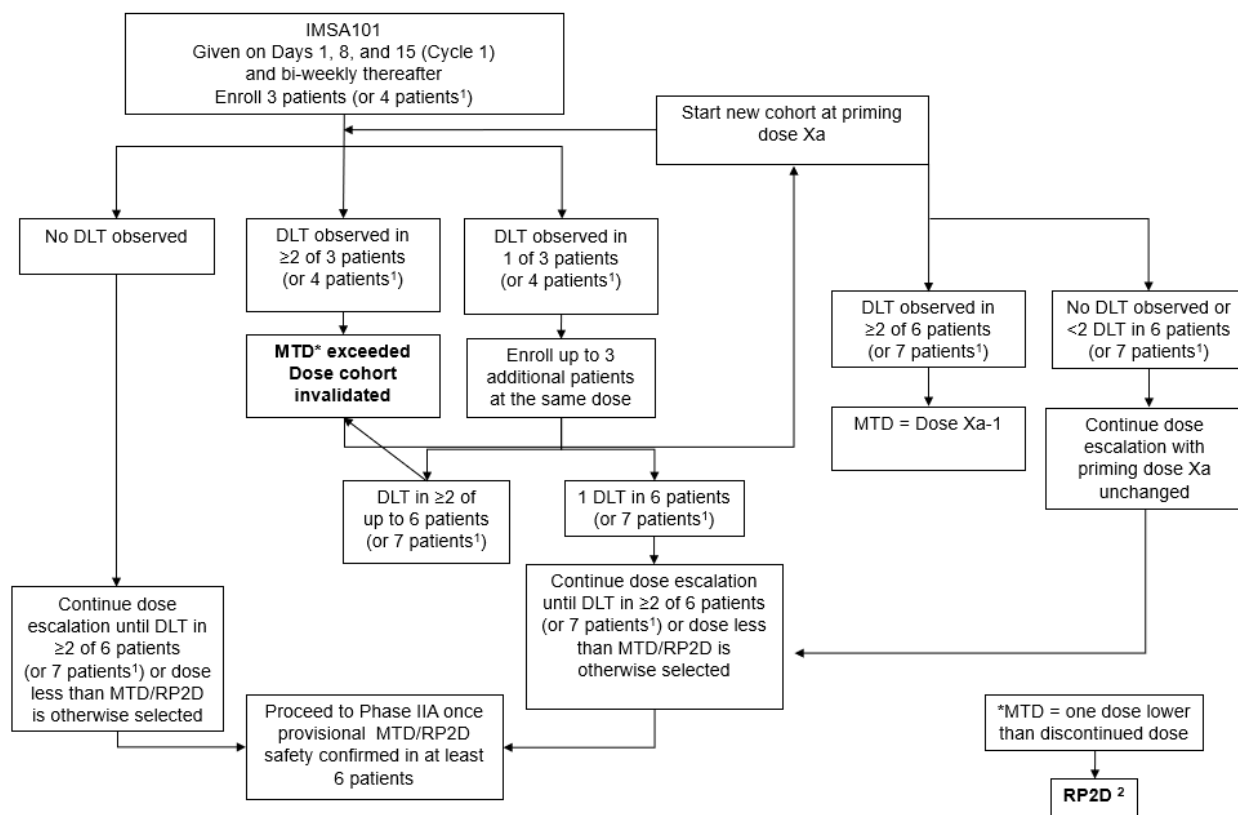 IMSA101
Given on Days 1, 8, and 15 (Cycle 1)
and bi-weekly thereafter
Enroll 3 patients (or 4 patients¹)
Start new cohort at priming
dose Xa
No DLT observed
DLT observed in
≥2 of 3 patients
(or 4 patients¹)
DLT observed in
1 of 3 patients
(or 4 patients¹)
DLT observed in
≥2 of 6 patients
(or 7 patients¹)
No DLT observed or
<2 DLT in 6 patients
(or 7 patients¹)
MTD* exceeded
Dose cohort
invalidated
Enroll up to 3
additional patients
at the same dose
MTD = Dose Xa-1
Continue dose
escalation with
priming dose Xa
unchanged
DLT in ≥2 of
up to 6 patients
(or 7 patients¹)
1 DLT in 6 patients
(or 7 patients¹)
Continue dose
escalation until DLT in
≥2 of 6 patients
(or 7 patients¹) or dose
less than MTD/RP2D
is otherwise selected
Continue dose escalation
until DLT in ≥2 of 6 patients
(or 7 patients¹) or dose less
than MTD/RP2D is
otherwise selected
Proceed to Phase IIA once
provisional MTD/RP2D
safety confirmed in at least
6 patients
*MTD = one dose lower
than discontinued dose
RP2D ²